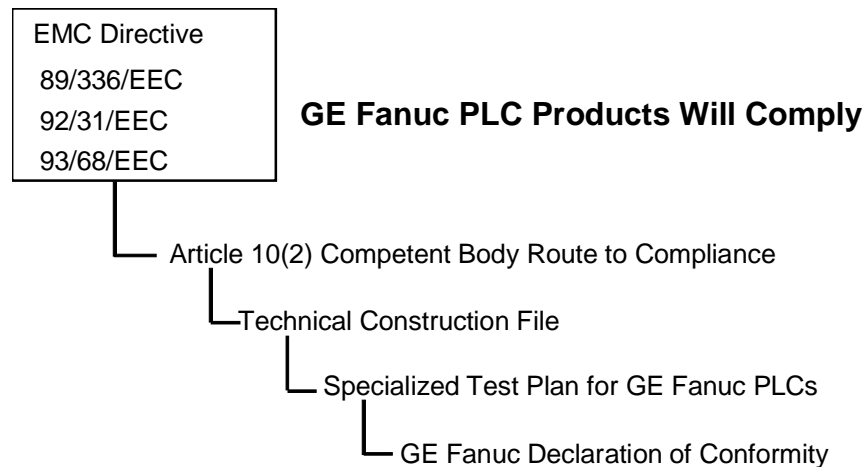 EMC Directive
89/336/EEC
92/31/EEC
93/68/EEC
GE Fanuc PLC Products Will Comply
Article 10(2) Competent Body Route to Compliance
Technical Construction File
Specialized Test Plan for GE Fanuc PLCs
GE Fanuc Declaration of Conformity